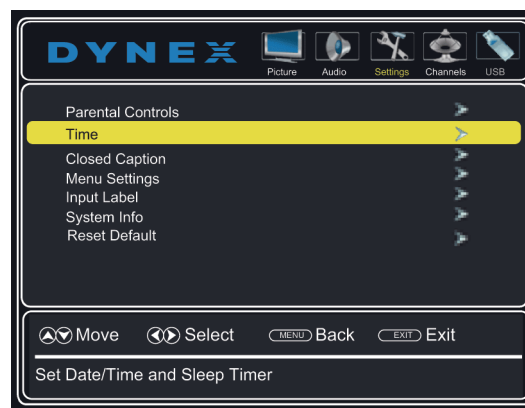 DYNEX
Picture Audio Settings Channels USB
Parental Controls
Time
Closed Caption
Menu Settings
Input Label
System Info
Reset Default
Move Select MENU Back EXIT Exit
Set Date/Time and Sleep Timer